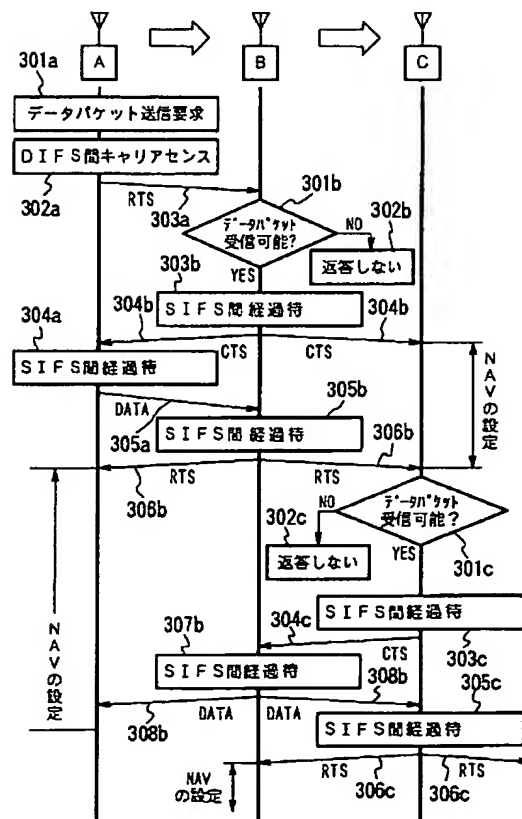 A
B
C
301a
データパケット送信要求
DIFS間キャリアセンス
302a
RTS
303a
301b
データパケット
受信可能?
NO
302b
返答しない
YES
303b
SIFS間経過待
304a
304b
304b
CTS
CTS
SIFS間経過待
NAVの設定
DATA
305a
305b
SIFS間経過待
306b
RTS
RTS
306b
データパケット
受信可能?
NO
302c
返答しない
YES
301c
NAVの設定
SIFS間経過待
304c
CTS
303c
307b
SIFS間経過待
308b
305c
DATA
DATA
308b
SIFS間経過待
NAV
の設定
RTS
RTS
306c
306c